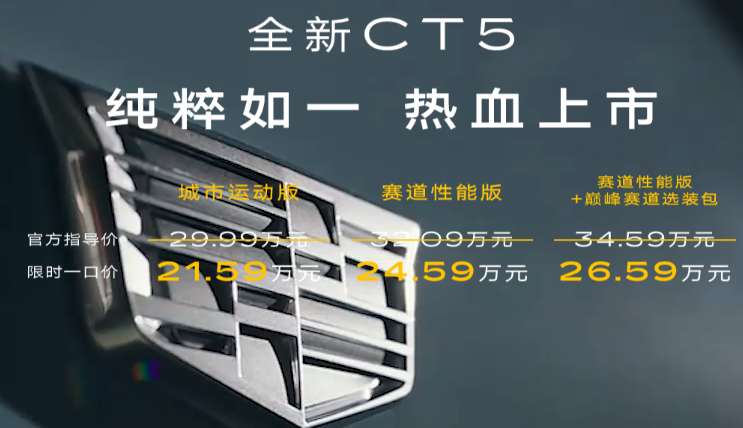 全新CT5
纯粹如一 热血上市
城市运动版 赛道性能版 赛道性能版
+巅峰赛道选装包
官方指导价 29.99万元 32.09万元 34.59万元
限时一口价 21.59万元 24.59万元 26.59万元